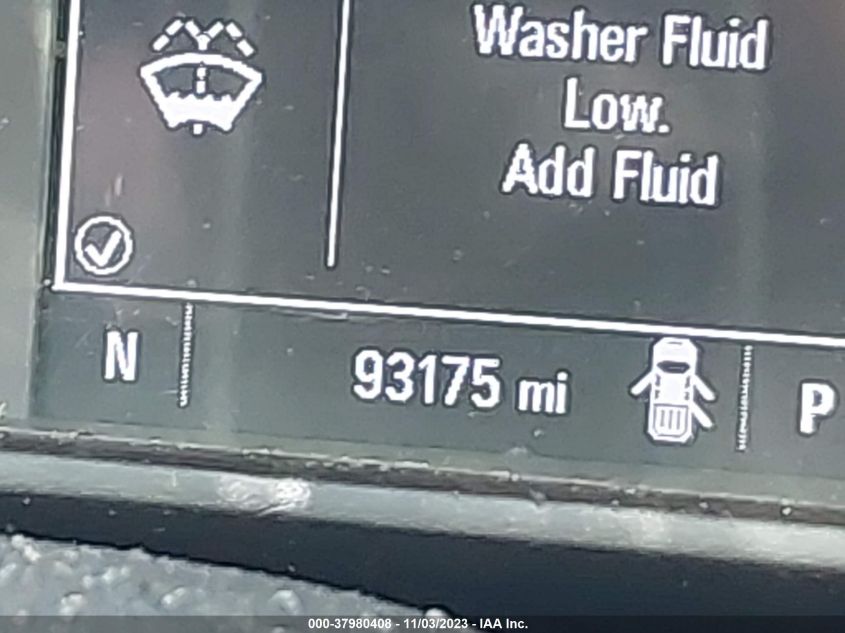 Washer Fluid
Low.
Add Fluid
N 93175 mi P
000-37980408 - 11/03/2023 - IAA Inc.